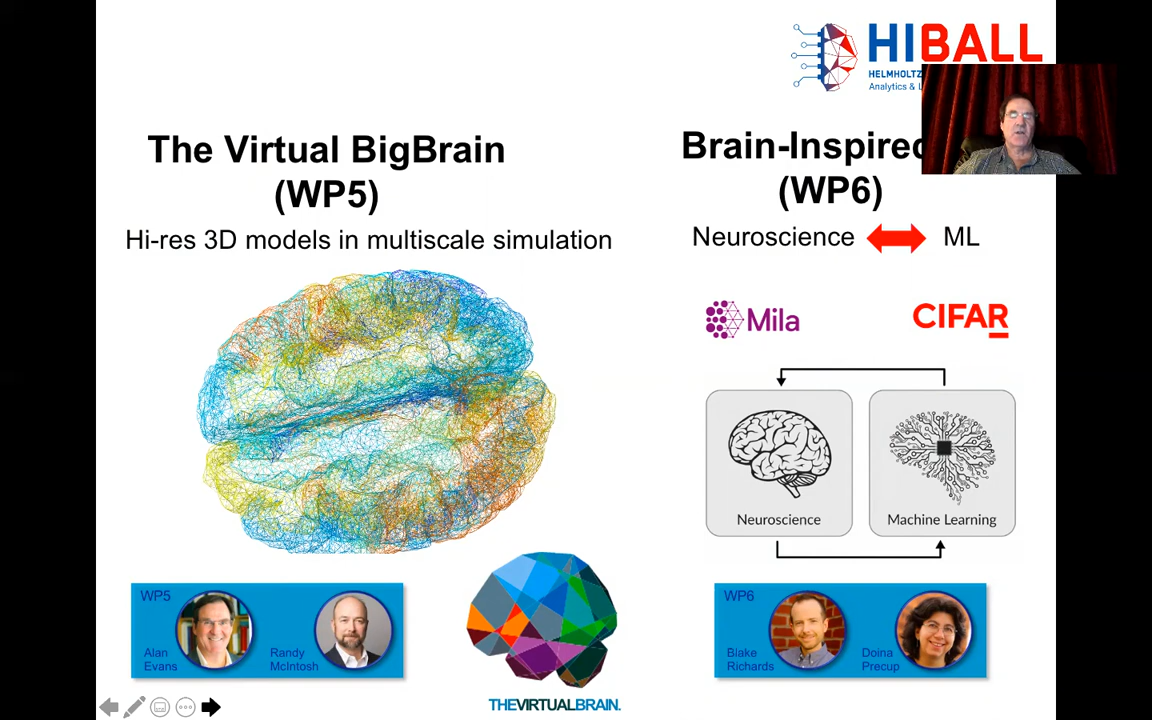 HIBALL
HELMHOLTZ
Analytics & L
The Virtual BigBrain
(WP5)
Hi-res 3D models in multiscale simulation
Brain-Inspired
(WP6)
Neuroscience ML
Mila
CIFAR
Neuroscience
Machine Learning
WP5
Alan
Evans
Randy
McIntosh
THEVIRTUALBRAIN.
WP6
Blake
Richards
Doina
Precup